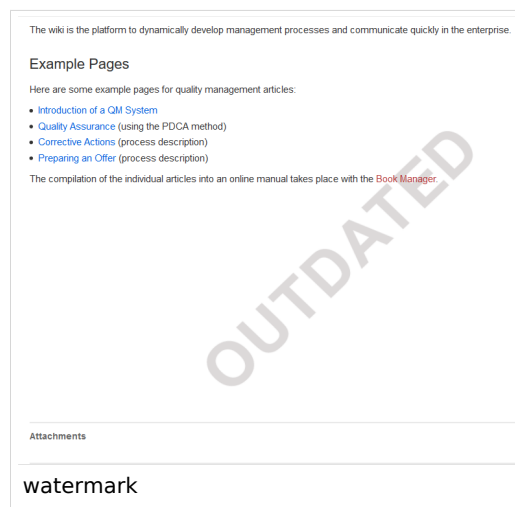 The wiki is the platform to dynamically develop management processes and communicate quickly in the enterprise.
Example Pages
Here are some example pages for quality management articles:
• Introduction of a QM System
• Quality Assurance (using the PDCA method)
• Corrective Actions (process description)
• Preparing an Offer (process description)
The compilation of the individual articles into an online manual takes place with the Book Manager.
OUTDATED
Attachments
watermark